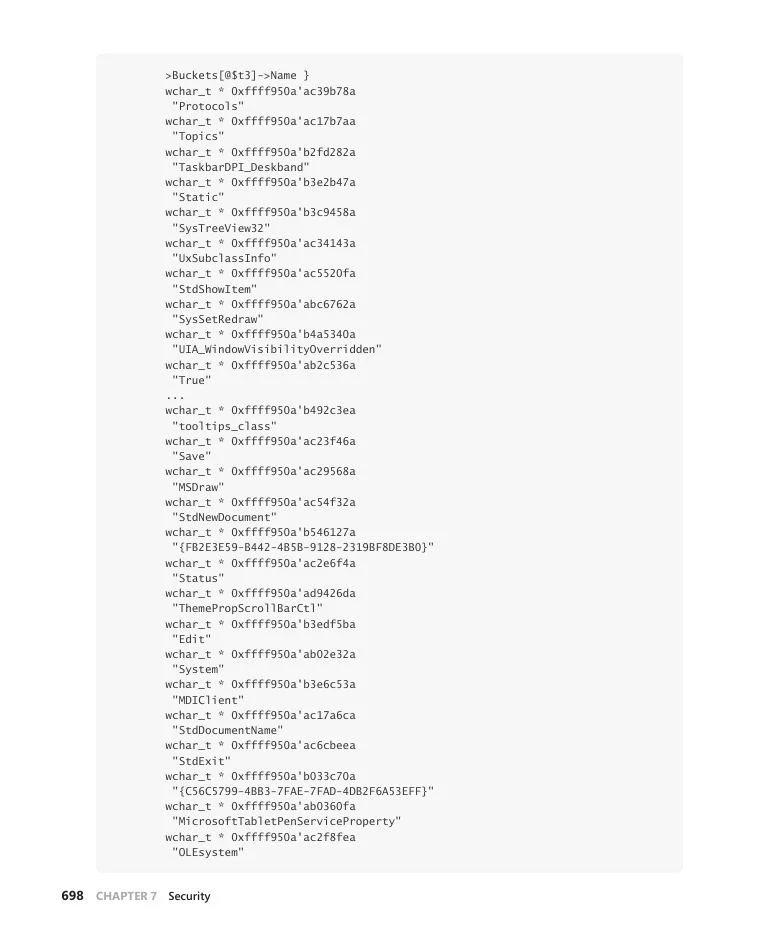 >Buckets[@$t3]->Name }
wchar_t * 0xffff950a'ac39b78a
"Protocols"
wchar_t * 0xffff950a'ac17b7aa
"Topics"
wchar_t * 0xffff950a'b2fd282a
"TaskbarDPI_Deskband"
wchar_t * 0xffff950a'b3e2b47a
"Static"
wchar_t * 0xffff950a'b3c9458a
"SysTreeView32"
wchar_t * 0xffff950a'ac34143a
"UxSubclassInfo"
wchar_t * 0xffff950a'ac5520fa
"StdShowItem"
wchar_t * 0xffff950a'abc6762a
"SysSetRedraw"
wchar_t * 0xffff950a'b4a5340a
"UIA_WindowVisibilityOverridden"
wchar_t * 0xffff950a'ab2c536a
"True"
...
wchar_t * 0xffff950a'b492c3ea
"tooltips_class"
wchar_t * 0xffff950a'ac23f46a
"Save"
wchar_t * 0xffff950a'ac29568a
"MSDraw"
wchar_t * 0xffff950a'ac54f32a
"StdNewDocument"
wchar_t * 0xffff950a'b546127a
"{FB2E3E59-B442-4B5B-9128-2319BF8DE3B0}"
wchar_t * 0xffff950a'ac2e6f4a
"Status"
wchar_t * 0xffff950a'ad9426da
"ThemePropScrollBarCtl"
wchar_t * 0xffff950a'b3edf5ba
"Edit"
wchar_t * 0xffff950a'ab02e32a
"System"
wchar_t * 0xffff950a'b3e6c53a
"MDIClient"
wchar_t * 0xffff950a'ac17a6ca
"StdDocumentName"
wchar_t * 0xffff950a'ac6cbeea
"StdExit"
wchar_t * 0xffff950a'b033c70a
"{C56C5799-4BB3-7FAE-7FAD-4DB2F6A53EFF}"
wchar_t * 0xffff950a'ab0360fa
"MicrosoftTabletPenServiceProperty"
wchar_t * 0xffff950a'ac2f8fea
"OLEsystem"
698 CHAPTER 7 Security